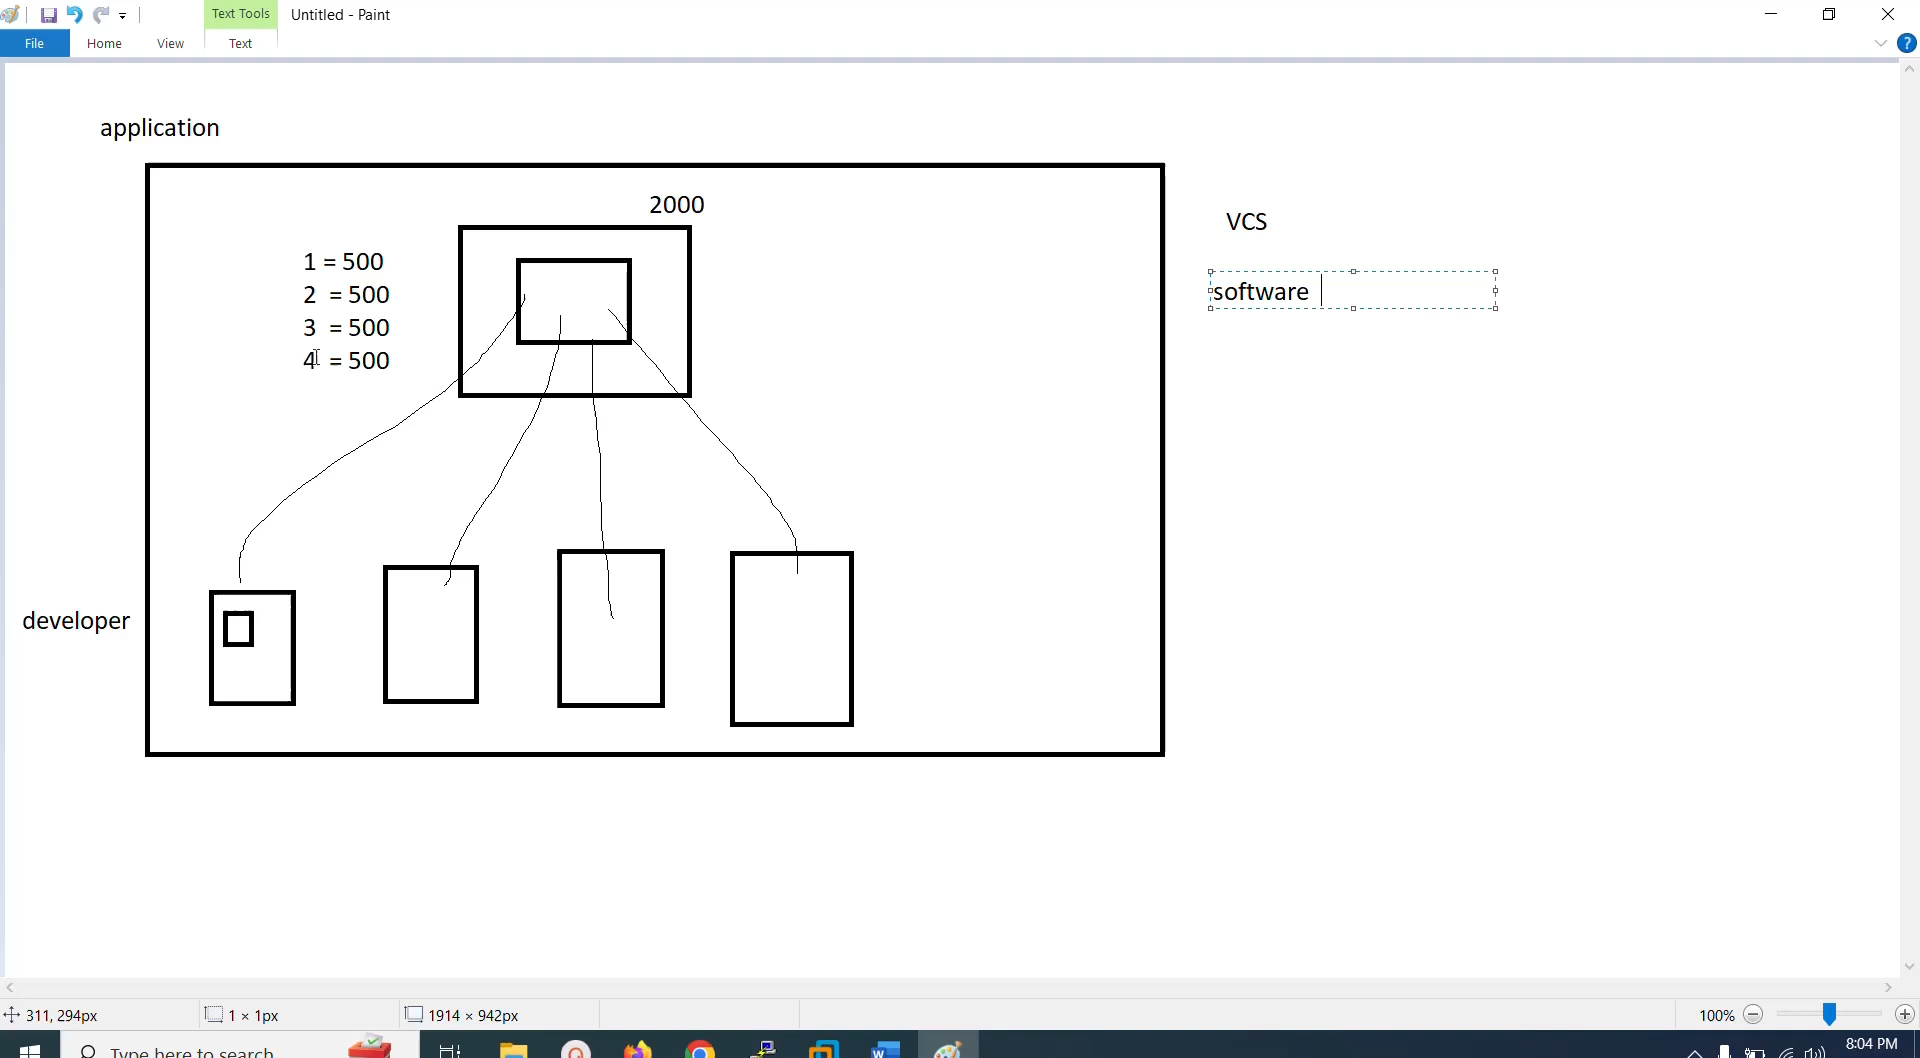 Text Tools
Untitled - Paint
File
Home
View
Text
?
application
2000
VCS
1 = 500
2 = 500
3 = 500
4 = 500
software
developer
311, 294px
1 × 1px
1914 × 942px
100%
Type here to search
8:04 PM